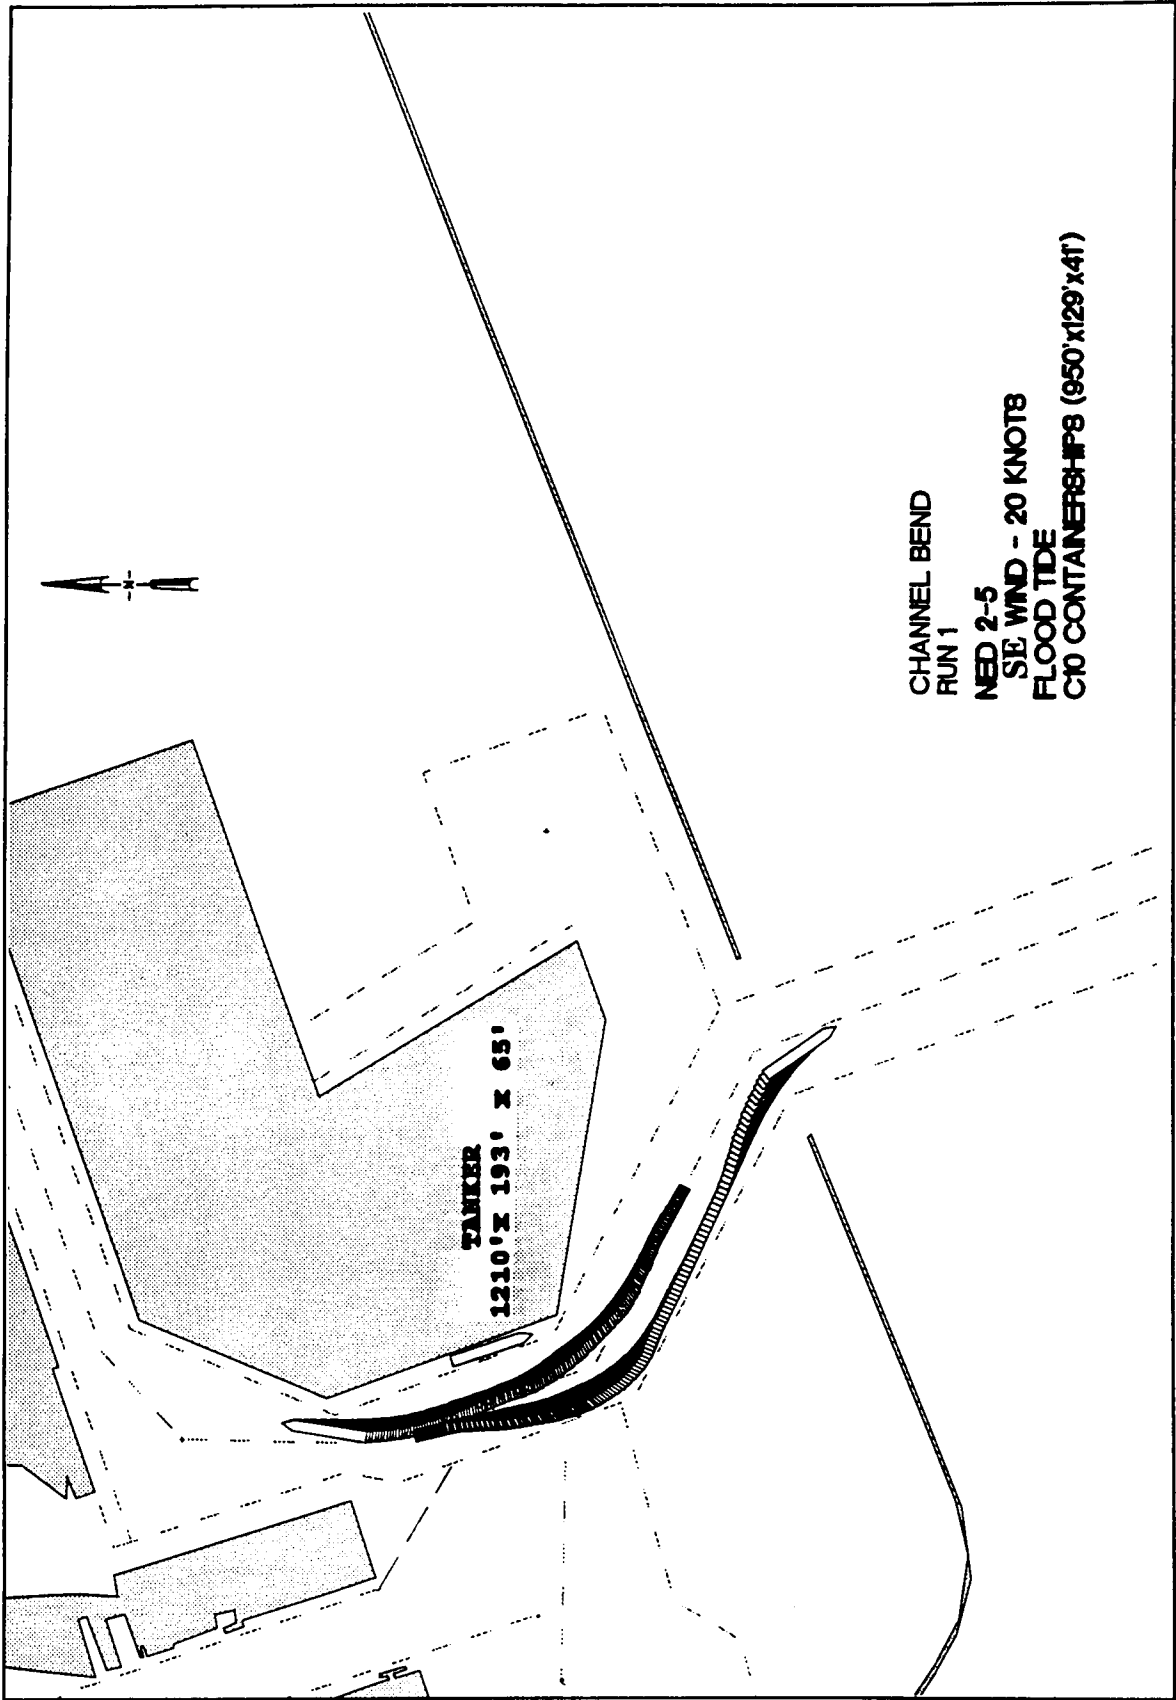 TANKER
1210' X 193' X 65'
CHANNEL BEND
RUN 1
NED 2-5
SE WIND - 20 KNOTS
FLOOD TIDE
C10 CONTAINERSHIPS (950'x129'x41')
N